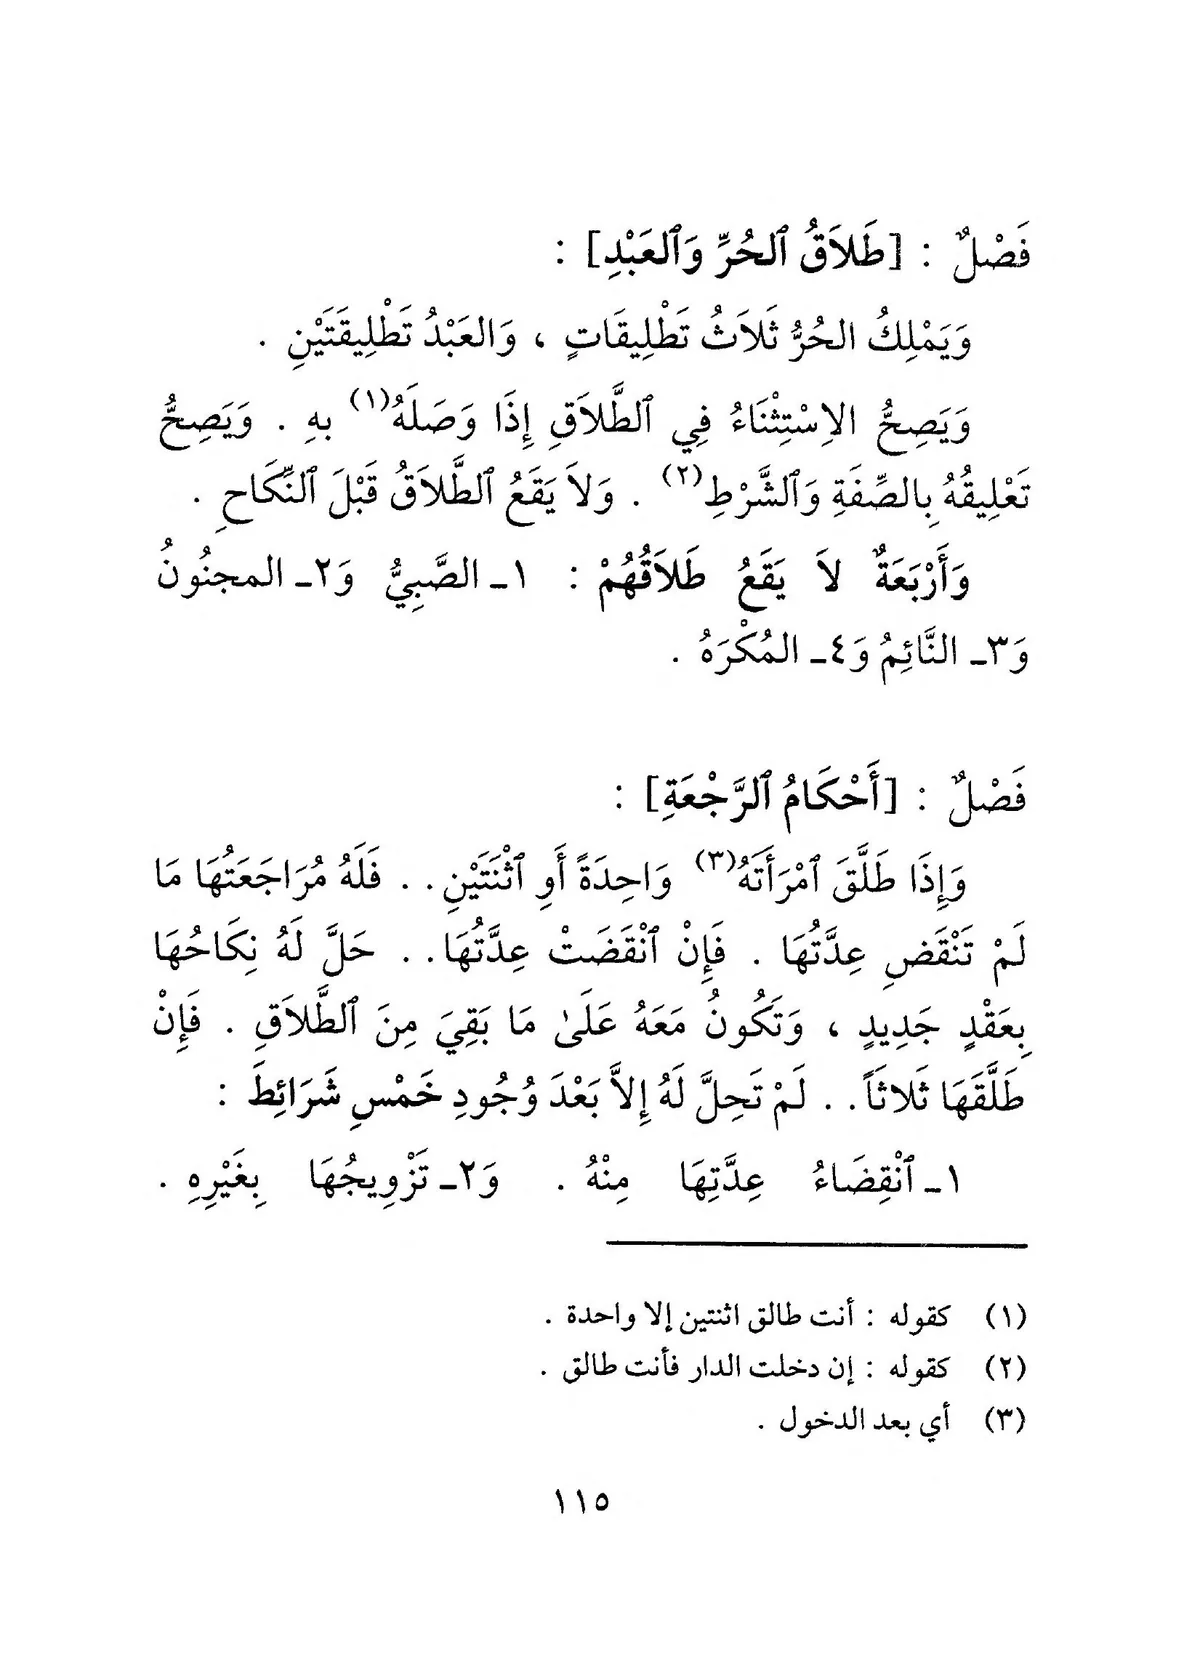 فَصْلٌ : [طَلاَقُ ٱلحُرِّ وَٱلعَبْدِ] :
وَيَمْلِكُ الحُرُّ ثَلاَثُ تَطْلِيقَاتٍ ، وَالعَبْدُ تَطْلِيقَتَيْنِ .
وَيَصِحُّ الاِسْتِثْنَاءُ فِي ٱلطَّلاَقِ إِذَا وَصَلَهُ(١) بهِ . وَيَصِحُّ
تَعْلِيقُهُ بِالصِّفَةِ وَٱلشَّرْطِ(٢) . وَلاَ يَقَعُ ٱلطَّلاَقُ قَبْلَ ٱلنِّكَاحِ .
وَأَرْبَعَةٌ لاَ يَقَعُ طَلاَقُهُمْ : ١ـ الصَّبِيُّ وَ٢ـ المجنُونُ
وَ٣ـ النَّائِمُ وَ٤ـ المُكْرَهُ .
فَصْلٌ : [أَحْكَامُ ٱلرَّجْعَةِ] :
وَإِذَا طَلَّقَ ٱمْرَأَتَهُ(٣) وَاحِدَةً أَوِ ٱثْنَتَيْنِ . . فَلَهُ مُرَاجَعَتُهَا مَا
لَمْ تَنْقَضِ عِدَّتُهَا . فَإِنْ ٱنْقَضَتْ عِدَّتُهَا . . حَلَّ لَهُ نِكَاحُهَا
بِعَقْدٍ جَدِيدٍ ، وَتَكُونُ مَعَهُ عَلَىٰ مَا بَقِيَ مِنَ ٱلطَّلاَقِ . فَإِنْ
طَلَّقَهَا ثَلاثَاً . . لَمْ تَحِلَّ لَهُ إِلاَّ بَعْدَ وُجُودِ خَمْسِ شَرَائِطَ :
١ـ ٱنْقِضَاءُ عِدَّتِهَا مِنْهُ . وَ٢ـ تَزْوِيجُهَا بِغَيْرِهِ .
(١) كقوله : أنت طالق اثنتين إلا واحدة .
(٢) كقوله : إن دخلت الدار فأنت طالق .
(٣) أي بعد الدخول .
١١٥